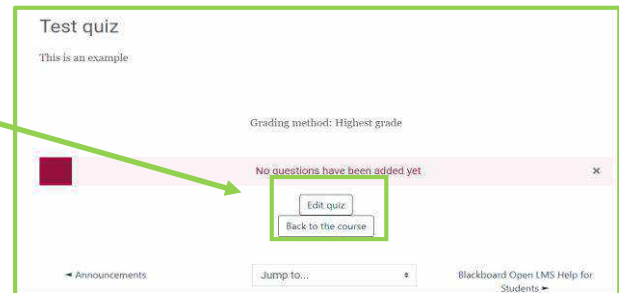 Test quiz
This is an example
Grading method: Highest grade
No questions have been added yet ×
Edit quiz
Back to the course
◄ Announcements Jump to... Blackboard Open LMS Help for
Students ►